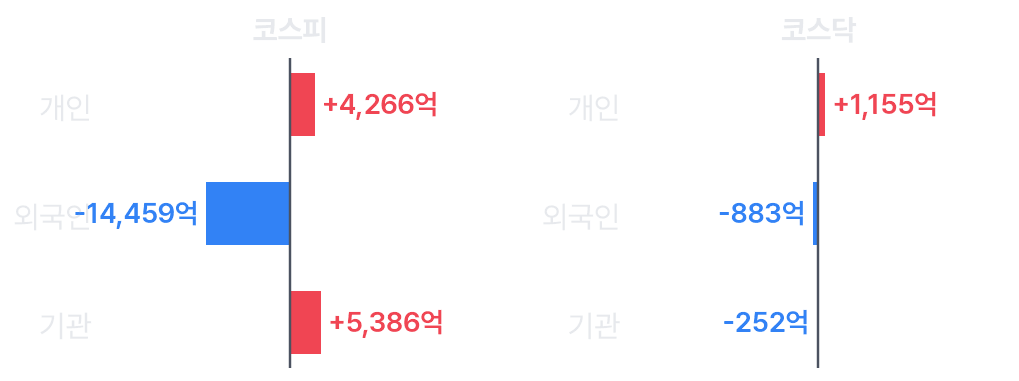 코스피
코스닥
개인
+4,266억
개인
+1,155억
외국인
-14,459억
외국인
-883억
기관
+5,386억
기관
-252억